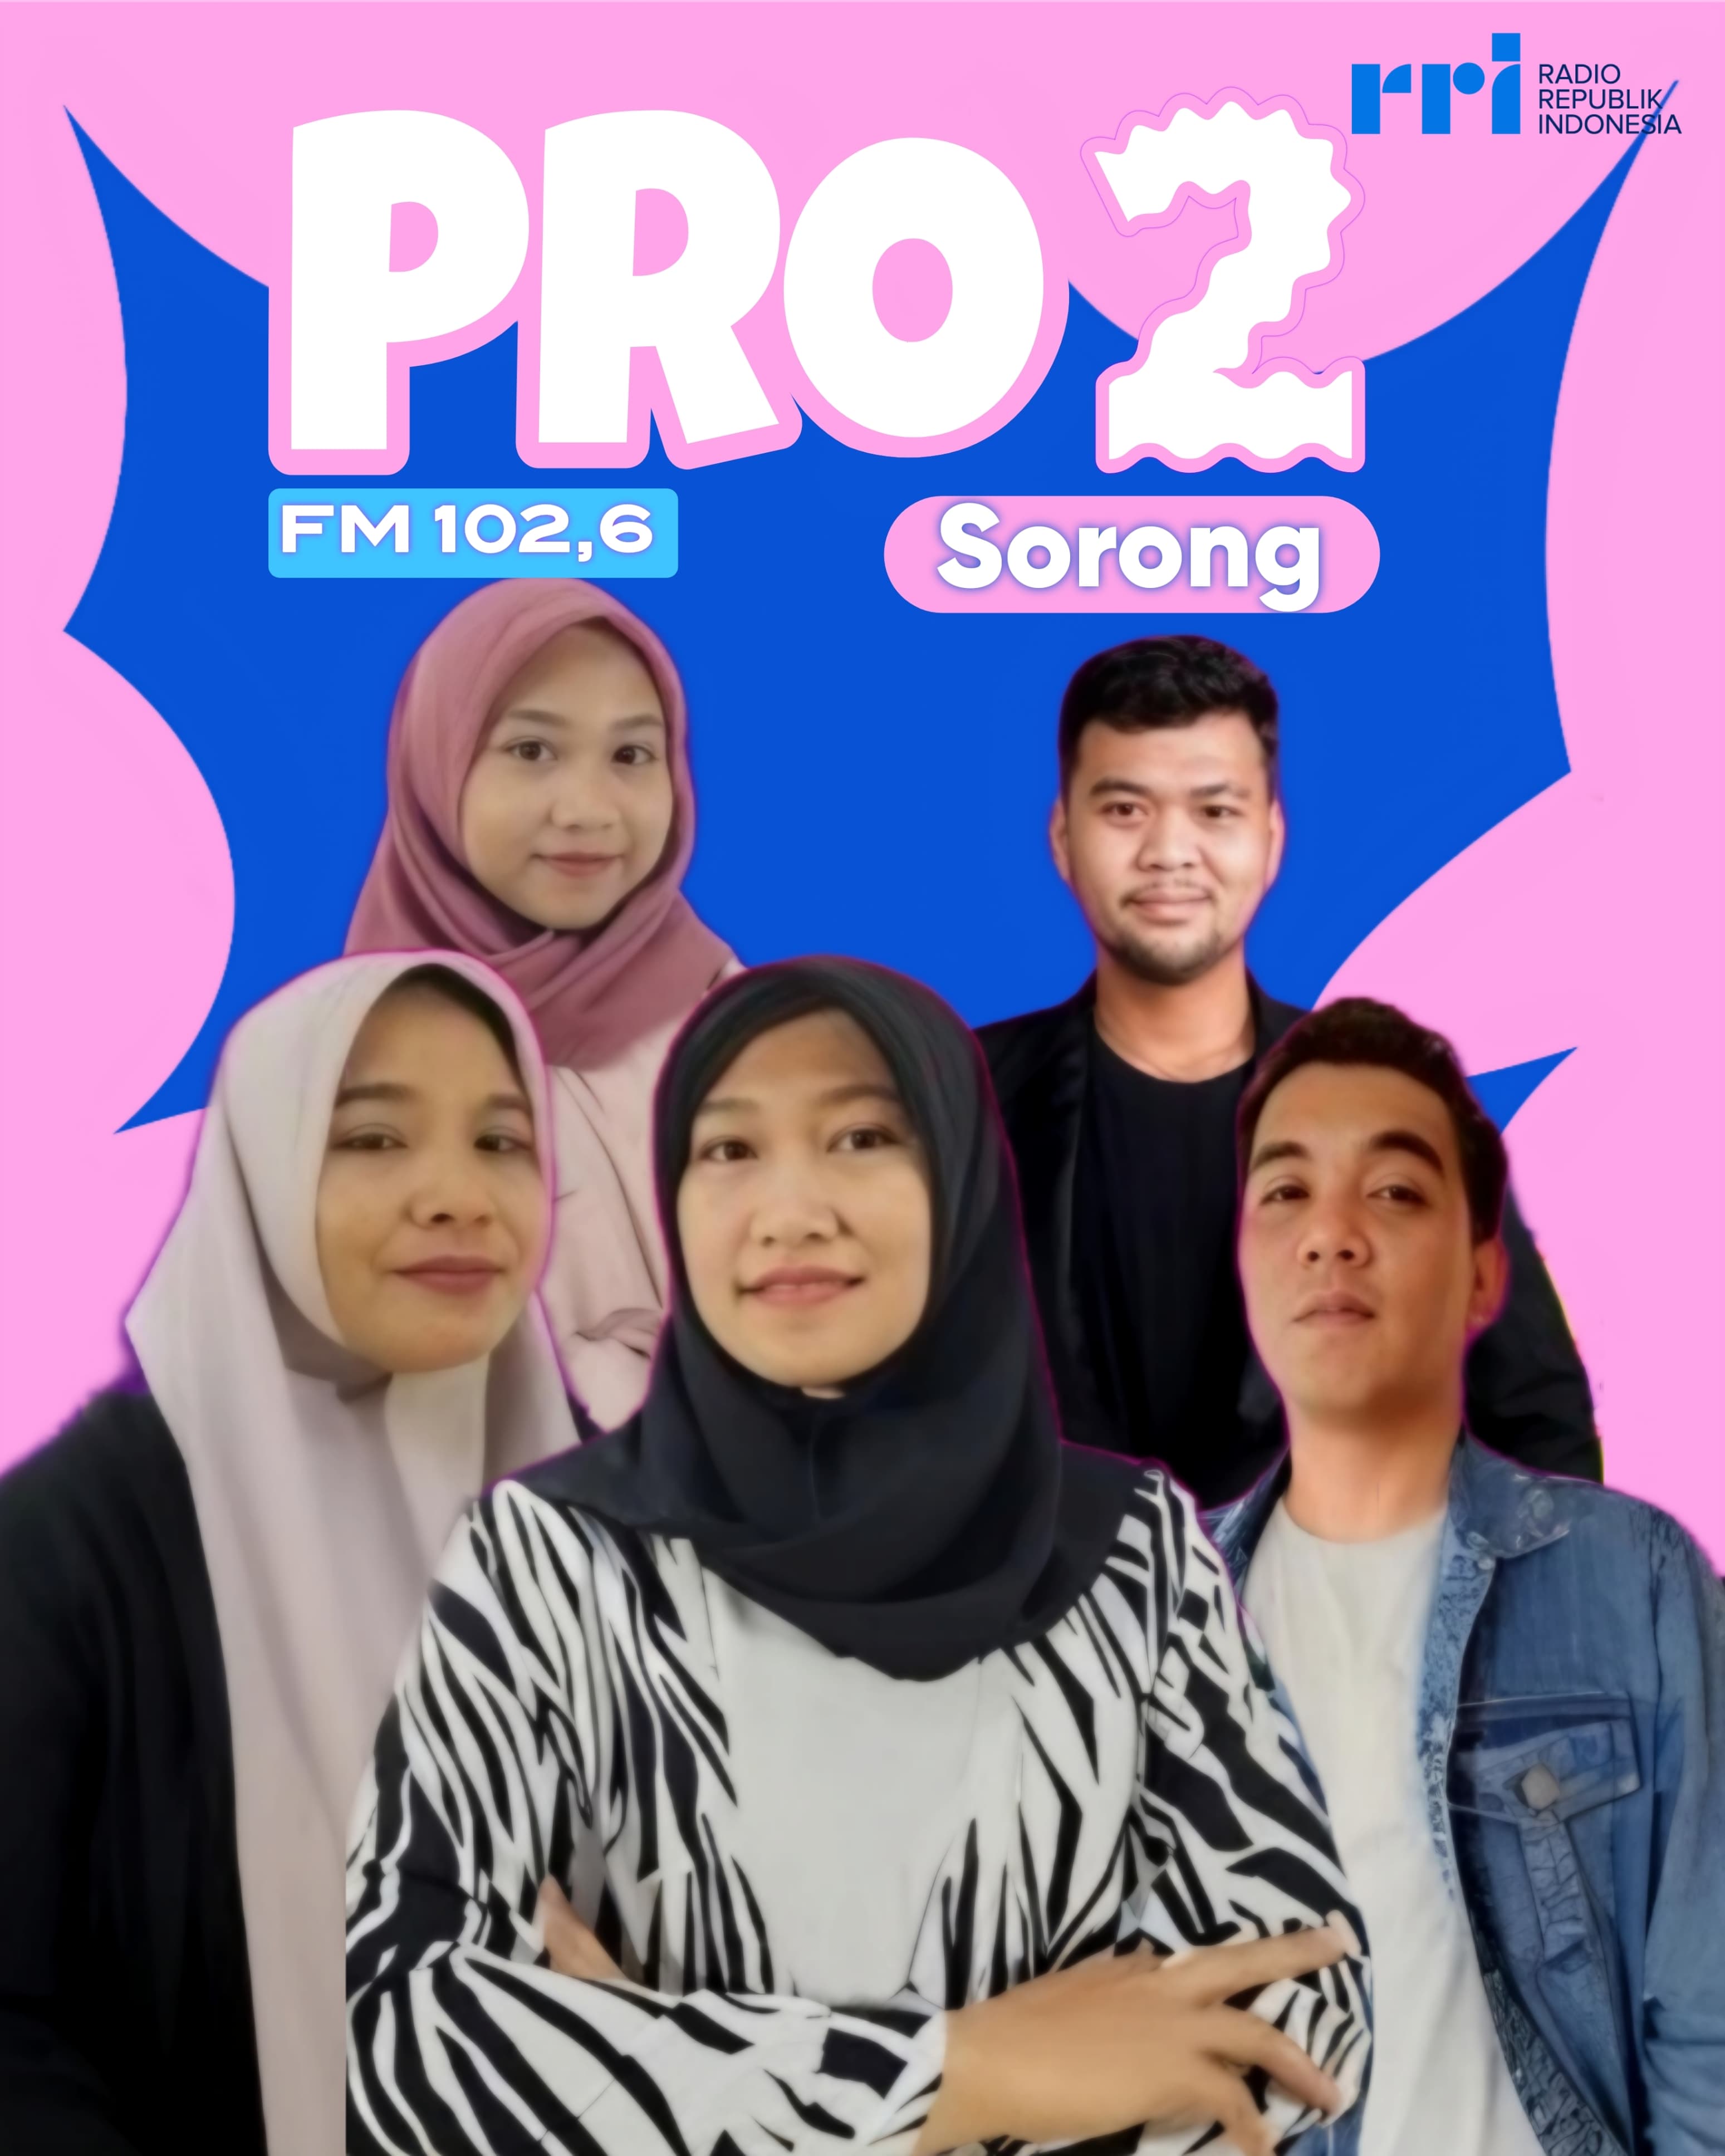 rri
RADIO
REPUBLIK
INDONESIA
PRO 2
FM 102,6
Sorong